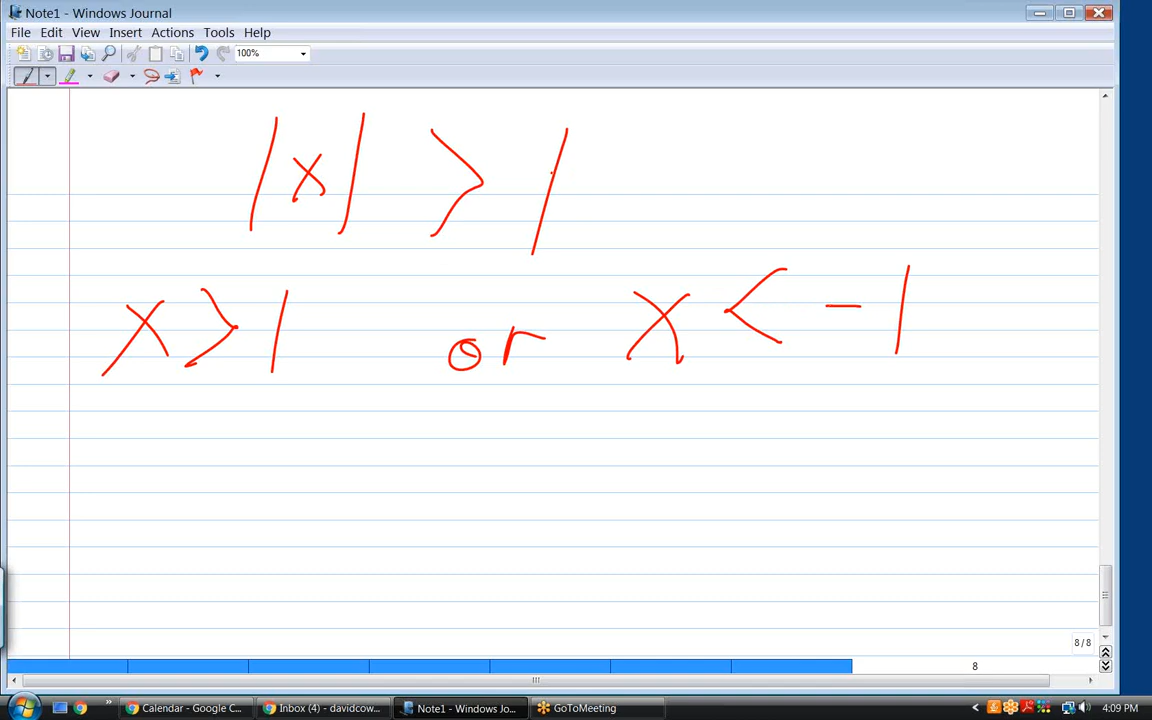 Note1 - Windows Journal
File Edit View Insert Actions Tools Help
100%
|x| > 1
x > 1 or x < -1
8/8
8
Calendar - Google C... Inbox (4) - davidcow... Note1 - Windows Jo... GoToMeeting 4:09 PM